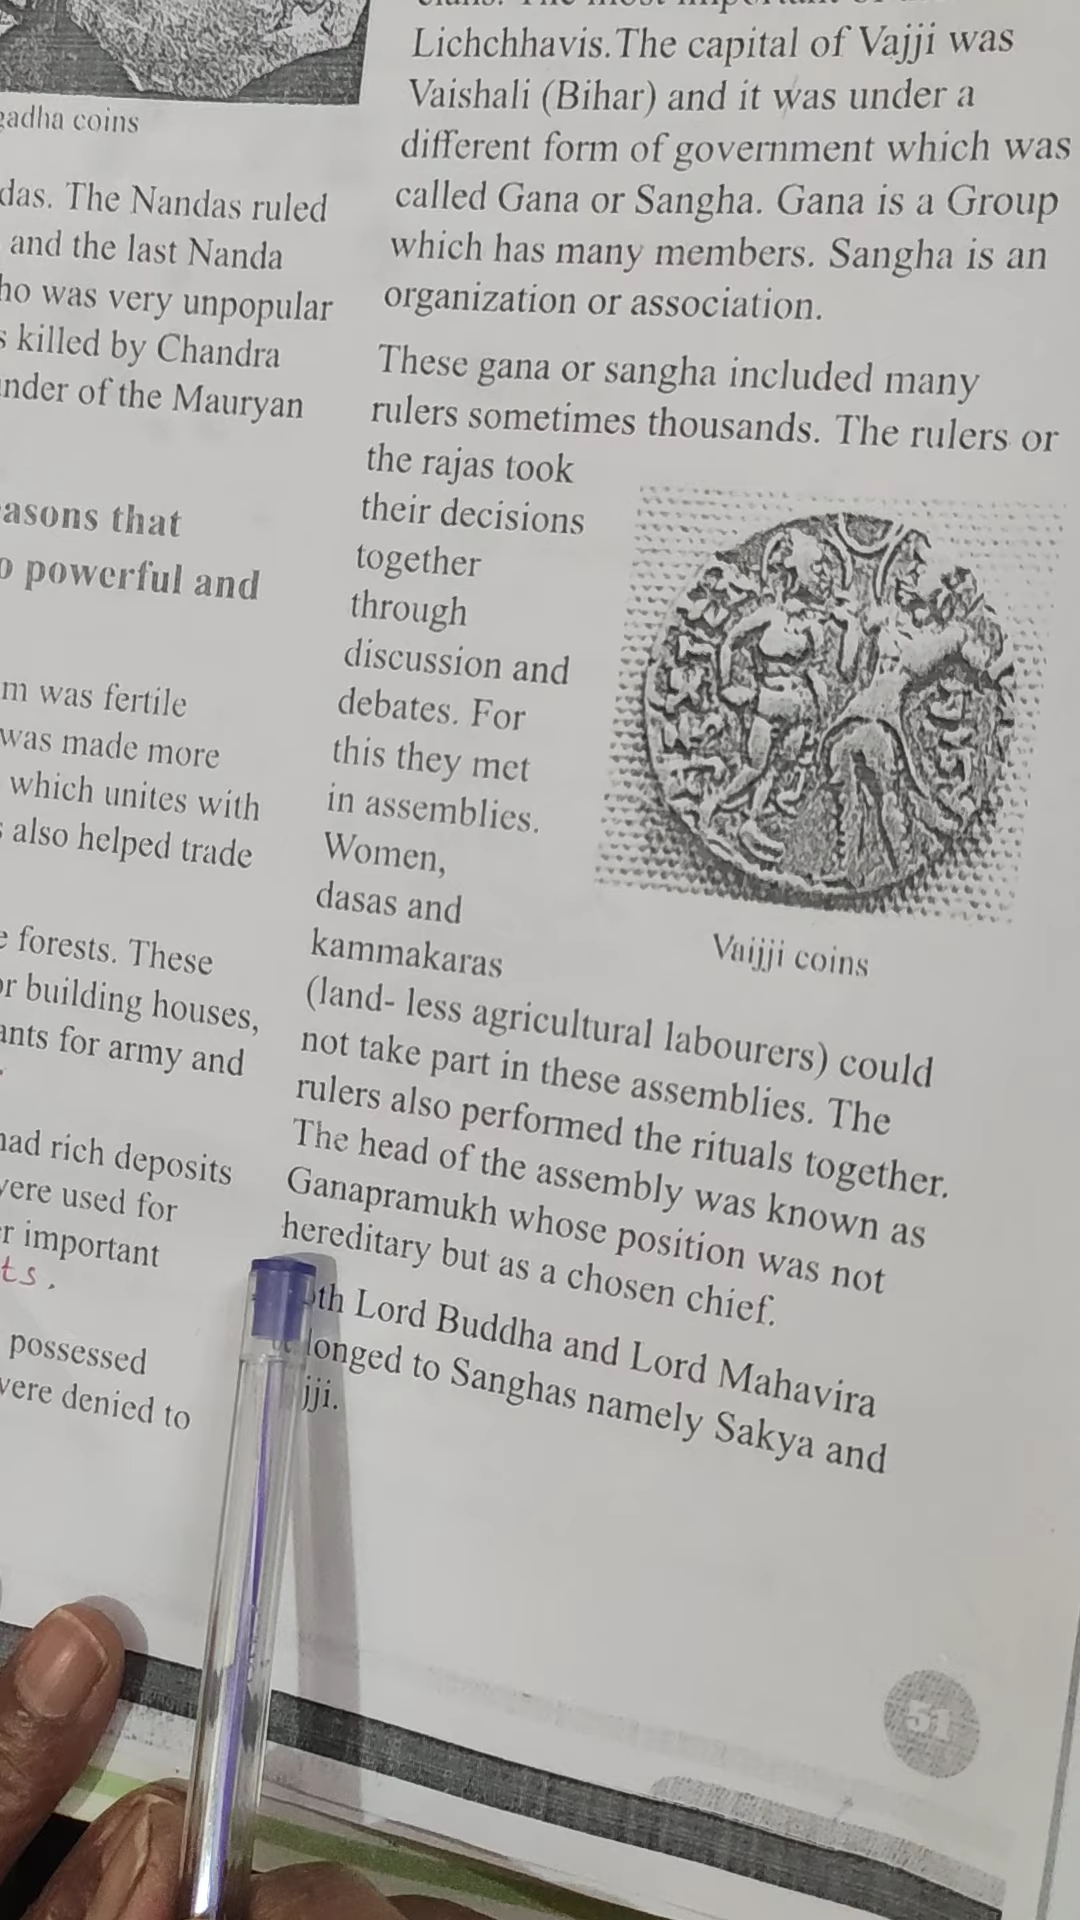 gadha coins
das. The Nandas ruled
and the last Nanda
ho was very unpopular
s killed by Chandra
under of the Mauryan
asons that
o powerful and
m was fertile
was made more
which unites with
s also helped trade
e forests. These
or building houses,
ants for army and
had rich deposits
were used for
er important
ts.
possessed
were denied to
Lichchhavis.The capital of Vajji was
Vaishali (Bihar) and it was under a
different form of government which was
called Gana or Sangha. Gana is a Group
which has many members. Sangha is an
organization or association.
These gana or sangha included many
rulers sometimes thousands. The rulers or
the rajas took
their decisions
together
through
discussion and
debates. For
this they met
in assemblies.
Women,
dasas and
kammakaras
(land- less agricultural labourers) could
not take part in these assemblies. The
rulers also performed the rituals together.
The head of the assembly was known as
Ganapramukh whose position was not
hereditary but as a chosen chief.
th Lord Buddha and Lord Mahavira
longed to Sanghas namely Sakya and
jji.
Vaijji coins
51